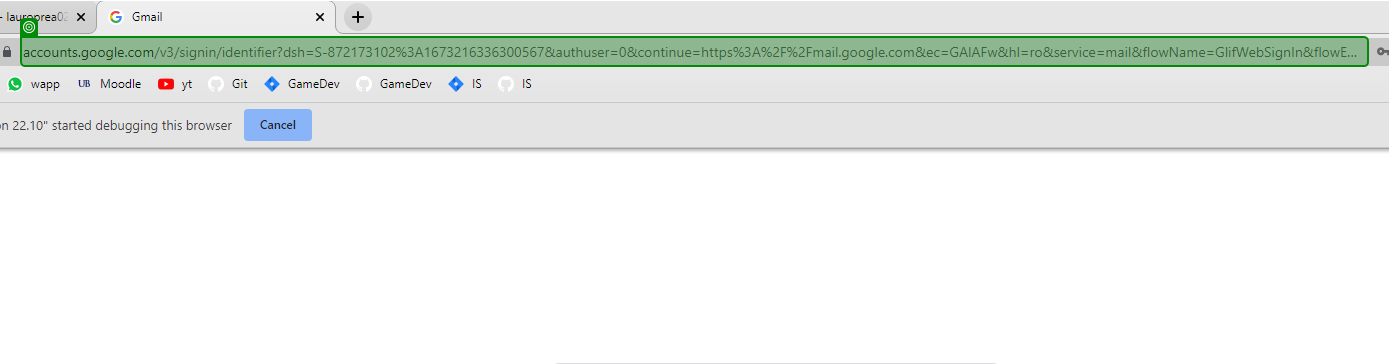 - lauroprea02
Gmail
accounts.google.com/v3/signin/identifier?dsh=S-872173102%3A1673216336300567&authuser=0&continue=https%3A%2F%2Fmail.google.com&ec=GAlAFw&hl=ro&service=mail&flowName=GlifWebSignIn&flowE...
wapp
UB Moodle
yt
Git
GameDev
GameDev
IS
IS
on 22.10" started debugging this browser
Cancel